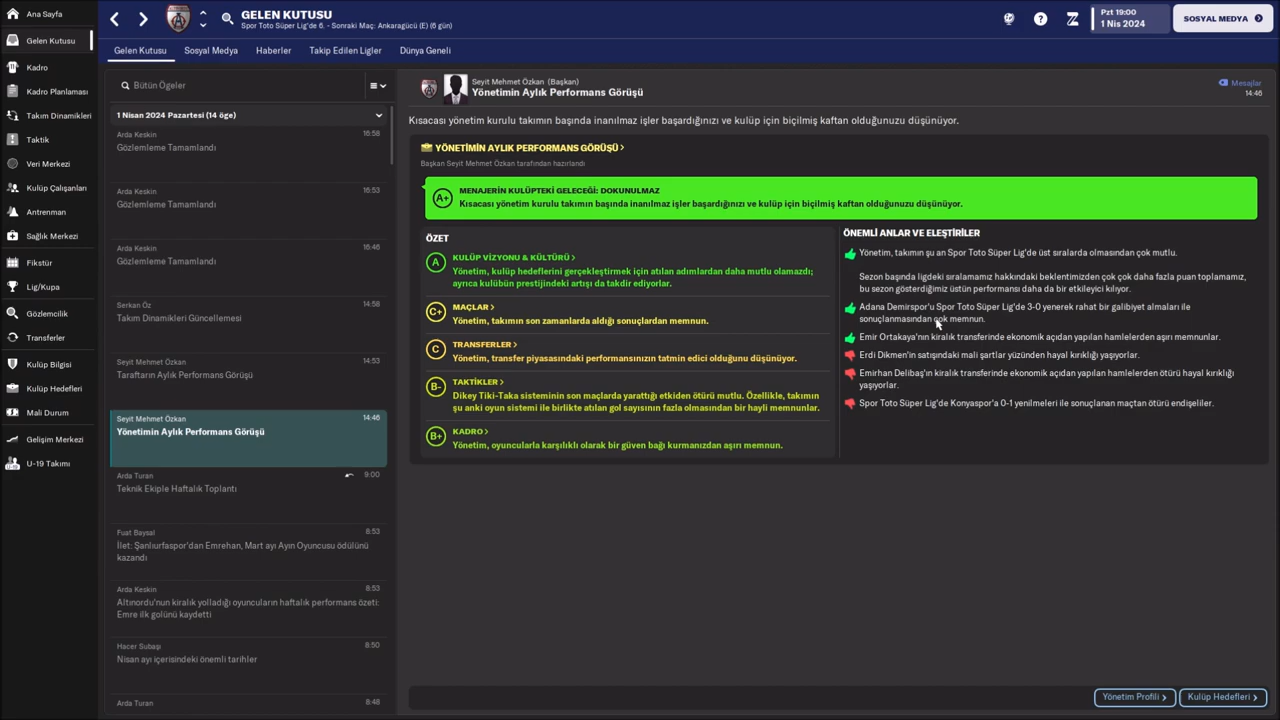 Ana Sayfa
Gelen Kutusu
Kadro
Kadro Planlaması
Takım Dinamikleri
Taktik
Veri Merkezi
Kulüp Çalışanları
Antrenman
Sağlık Merkezi
Fikstür
Lig/Kupa
Gözlemcilik
Transferler
Kulüp Bilgisi
Kulüp Hedefleri
Mali Durum
Gelişim Merkezi
U-19 Takımı
GELEN KUTUSU
Spor Toto Süper Lig'de 6. - Sonraki Maç: Ankaragücü (E) (6 gün)
Pzt 19:00
1 Nis 2024
SOSYAL MEDYA
Gelen Kutusu
Sosyal Medya
Haberler
Takip Edilen Ligler
Dünya Geneli
Bütün Ögeler
1 Nisan 2024 Pazartesi (14 öge)
Arda Keskin 16:58
Gözlemleme Tamamlandı
Arda Keskin 16:53
Gözlemleme Tamamlandı
Arda Keskin 16:46
Gözlemleme Tamamlandı
Serkan Öz 14:58
Takım Dinamikleri Güncellemesi
Seyit Mehmet Özkan 14:53
Taraftarın Aylık Performans Görüşü
Seyit Mehmet Özkan 14:46
Yönetimin Aylık Performans Görüşü
Arda Turan 9:00
Teknik Ekiple Haftalık Toplantı
Fuat Baysal 8:53
İlet: Şanlıurfaspor'dan Emrehan, Mart ayı Ayın Oyuncusu ödülünü
kazandı
Arda Keskin 8:53
Altınordu'nun kiralık yolladığı oyuncuların haftalık performans özeti:
Emre ilk golünü kaydetti
Hacer Subaşı 8:50
Nisan ayı içerisindeki önemli tarihler
Arda Turan 8:48
Seyit Mehmet Özkan (Başkan)
Yönetimin Aylık Performans Görüşü
Mesajlar
14:46
Kısacası yönetim kurulu takımın başında inanılmaz işler başardığınızı ve kulüp için biçilmiş kaftan olduğunuzu düşünüyor.
YÖNETİMİN AYLIK PERFORMANS GÖRÜŞÜ
Başkan Seyit Mehmet Özkan tarafından hazırlandı
A+
MENAJERİN KULÜPTEKİ GELECEĞİ: DOKUNULMAZ
Kısacası yönetim kurulu takımın başında inanılmaz işler başardığınızı ve kulüp için biçilmiş kaftan olduğunuzu düşünüyor.
ÖZET
A
KULÜP VİZYONU & KÜLTÜRÜ
Yönetim, kulüp hedeflerini gerçekleştirmek için atılan adımlardan daha mutlu olamazdı;
ayrıca kulübün prestijindeki artışı da takdir ediyorlar.
C+
MAÇLAR
Yönetim, takımın son zamanlarda aldığı sonuçlardan memnun.
C
TRANSFERLER
Yönetim, transfer piyasasındaki performansınızın tatmin edici olduğunu düşünüyor.
B-
TAKTİKLER
Dikey Tiki-Taka sisteminin son maçlarda yarattığı etkiden ötürü mutlu. Özellikle, takımın
şu anki oyun sistemi ile birlikte atılan gol sayısının fazla olmasından bir hayli memnunlar.
B+
KADRO
Yönetim, oyuncularla karşılıklı olarak bir güven bağı kurmanızdan aşırı memnun.
ÖNEMLİ ANLAR VE ELEŞTİRİLER
Yönetim, takımın şu an Spor Toto Süper Lig'de üst sıralarda olmasından çok mutlu.
Sezon başında ligdeki sıralamamız hakkındaki beklentimizden çok çok daha fazla puan toplamamız,
bu sezon gösterdiğimiz üstün performansı daha da bir etkileyici kılıyor.
Adana Demirspor'u Spor Toto Süper Lig'de 3-0 yenerek rahat bir galibiyet almaları ile
sonuçlanmasından çok memnun.
Emir Ortakaya'nın kiralık transferinde ekonomik açıdan yapılan hamlelerden aşırı memnunlar.
Erdi Dikmen'in satışındaki mali şartlar yüzünden hayal kırıklığı yaşıyorlar.
Emirhan Delibaş'ın kiralık transferinde ekonomik açıdan yapılan hamlelerden ötürü hayal kırıklığı
yaşıyorlar.
Spor Toto Süper Lig'de Konyaspor'a 0-1 yenilmeleri ile sonuçlanan maçtan ötürü endişeliler.
Yönetim Profili
Kulüp Hedefleri